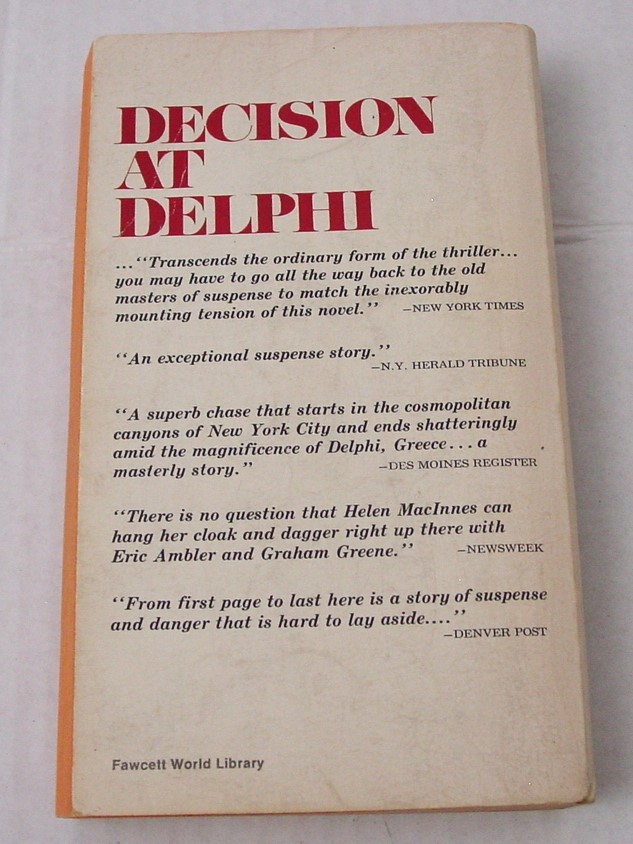 DECISION
AT
DELPHI
..."Transcends the ordinary form of the thriller...
you may have to go all the way back to the old
masters of suspense to match the inexorably
mounting tension of this novel." —NEW YORK TIMES
"An exceptional suspense story."
—N.Y. HERALD TRIBUNE
"A superb chase that starts in the cosmopolitan
canyons of New York City and ends shatteringly
amid the magnificence of Delphi, Greece... a
masterly story." —DES MOINES REGISTER
"There is no question that Helen MacInnes can
hang her cloak and dagger right up there with
Eric Ambler and Graham Greene." —NEWSWEEK
"From first page to last here is a story of suspense
and danger that is hard to lay aside...."
—DENVER POST
Fawcett World Library